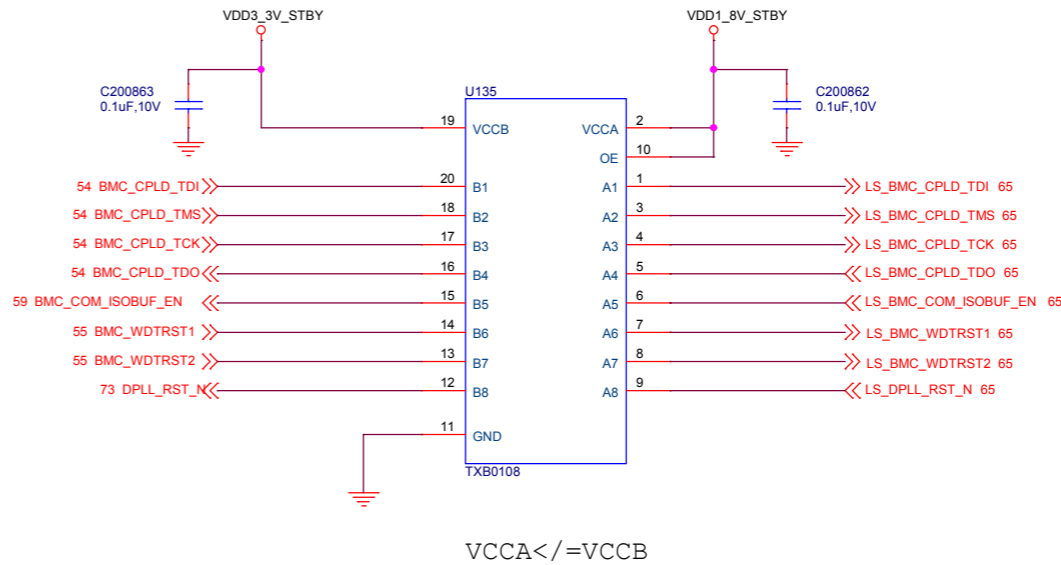 VDD3_3V_STBY
VDD1_8V_STBY
C200863
0.1uF,10V
U135
C200862
0.1uF,10V
19 VCCB VCCA 2
OE 10
54 BMC_CPLD_TDI 20 B1 A1 1 LS_BMC_CPLD_TDI 65
54 BMC_CPLD_TMS 18 B2 A2 3 LS_BMC_CPLD_TMS 65
54 BMC_CPLD_TCK 17 B3 A3 4 LS_BMC_CPLD_TCK 65
54 BMC_CPLD_TDO 16 B4 A4 5 LS_BMC_CPLD_TDO 65
59 BMC_COM_ISOBUF_EN 15 B5 A5 6 LS_BMC_COM_ISOBUF_EN 65
55 BMC_WDTRST1 14 B6 A6 7 LS_BMC_WDTRST1 65
55 BMC_WDTRST2 13 B7 A7 8 LS_BMC_WDTRST2 65
73 DPLL_RST_N 12 B8 A8 9 LS_DPLL_RST_N 65
11 GND
TXB0108
VCCA</=VCCB